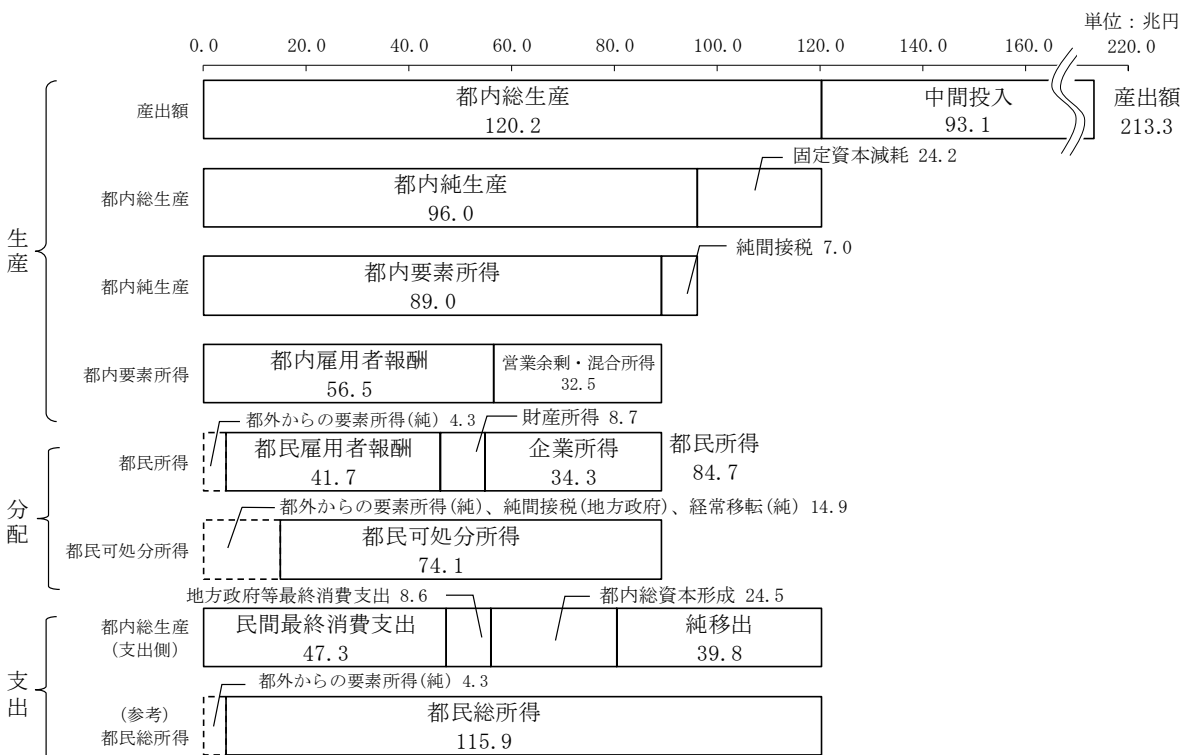 単位：兆円
0.0 20.0 40.0 60.0 80.0 100.0 120.0 140.0 160.0 220.0
生産
産出額
都内総生産
120.2
中間投入
93.1
産出額
213.3
固定資本減耗 24.2
都内総生産
都内純生産
96.0
純間接税 7.0
都内純生産
都内要素所得
89.0
都内要素所得
都内雇用者報酬
56.5
営業余剰・混合所得
32.5
分配
都外からの要素所得(純) 4.3
財産所得 8.7
都民所得
都民雇用者報酬
41.7
企業所得
34.3
都民所得
84.7
都外からの要素所得(純)、純間接税(地方政府)、経常移転(純) 14.9
都民可処分所得
都民可処分所得
74.1
支出
地方政府等最終消費支出 8.6
都内総資本形成 24.5
都内総生産
(支出側)
民間最終消費支出
47.3
純移出
39.8
都外からの要素所得(純) 4.3
(参考)
都民総所得
都民総所得
115.9